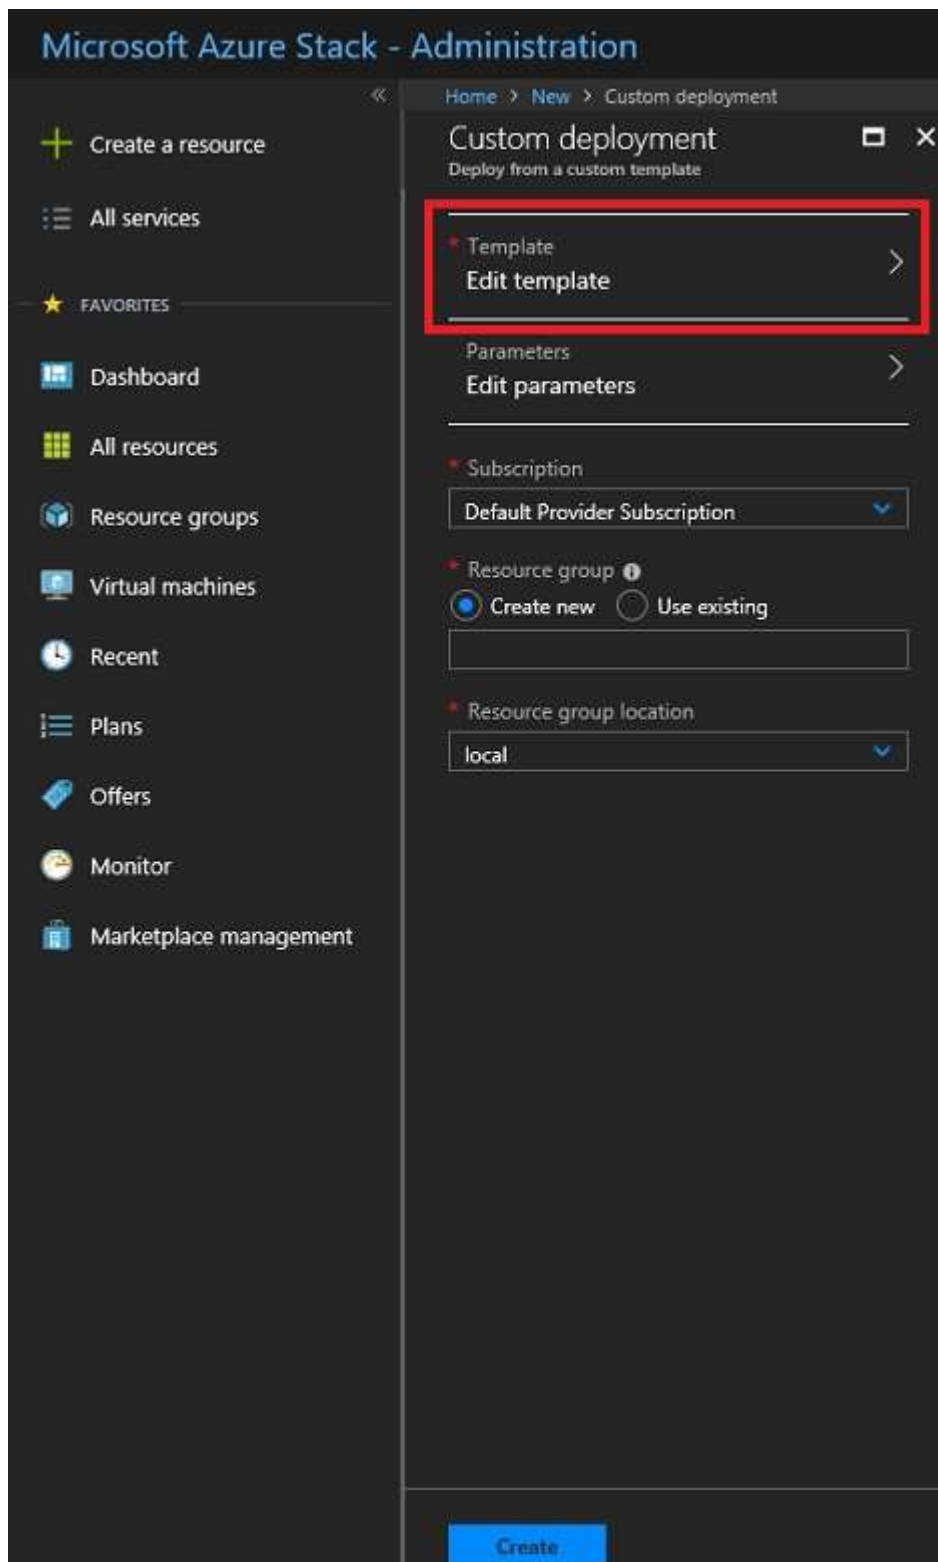 Microsoft Azure Stack - Administration
«
Home > New > Custom deployment
Create a resource
All services
FAVORITES
Dashboard
All resources
Resource groups
Virtual machines
Recent
Plans
Offers
Monitor
Marketplace management
Custom deployment
Deploy from a custom template
* Template
Edit template
Parameters
Edit parameters
* Subscription
Default Provider Subscription
* Resource group
Create new Use existing
* Resource group location
local
Create